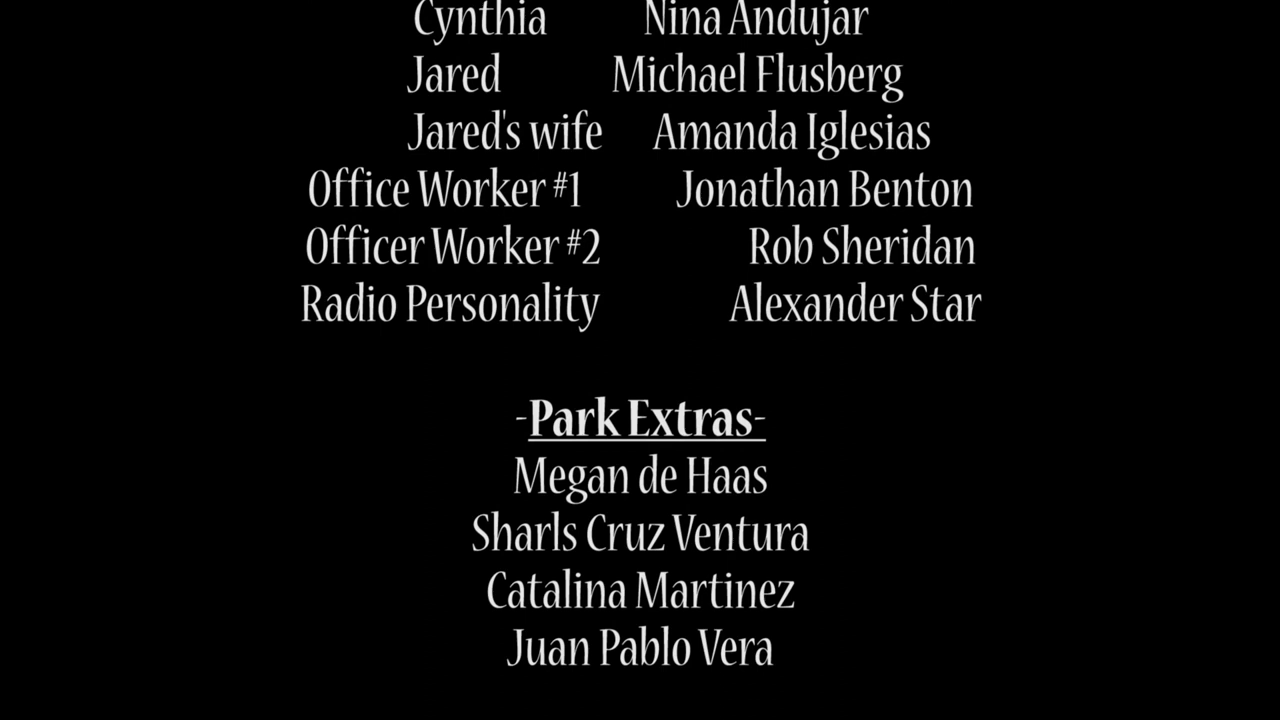 Cynthia Nina Andujar
Jared Michael Flusberg
Jared's wife Amanda Iglesias
Office Worker #1 Jonathan Benton
Officer Worker #2 Rob Sheridan
Radio Personality Alexander Star
-Park Extras-
Megan de Haas
Sharls Cruz Ventura
Catalina Martinez
Juan Pablo Vera